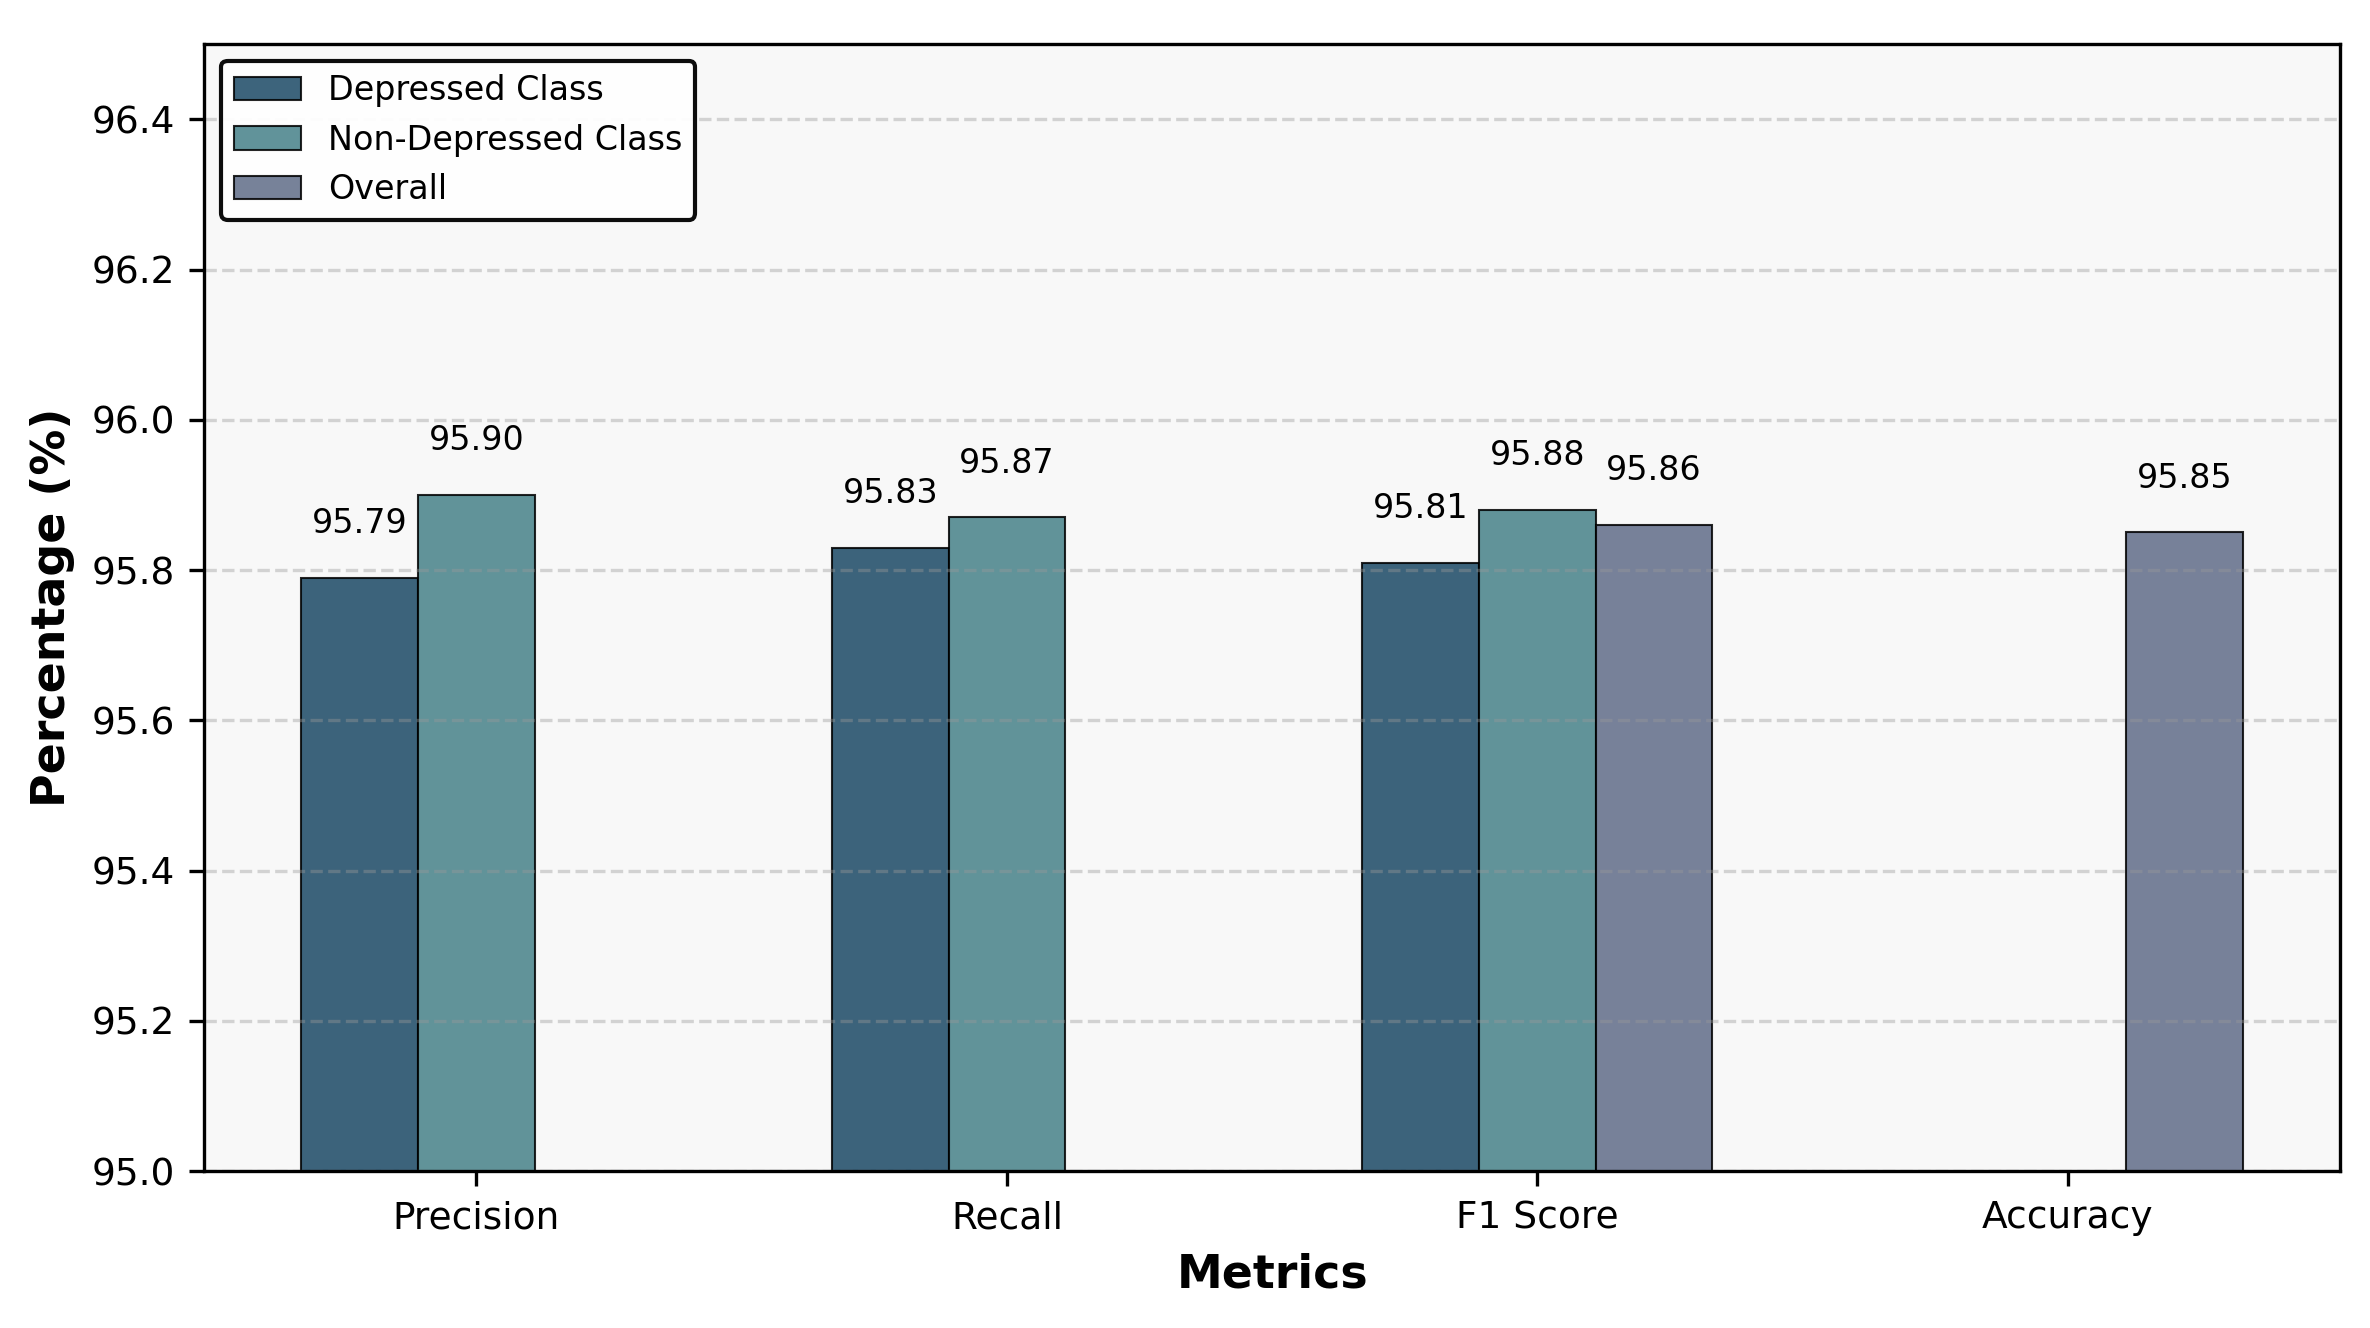 Depressed Class
Non-Depressed Class
Overall
Percentage (%)
96.4
96.2
96.0
95.8
95.6
95.4
95.2
95.0
95.79
95.90
95.83
95.87
95.81
95.88
95.86
95.85
Precision
Recall
F1 Score
Accuracy
Metrics